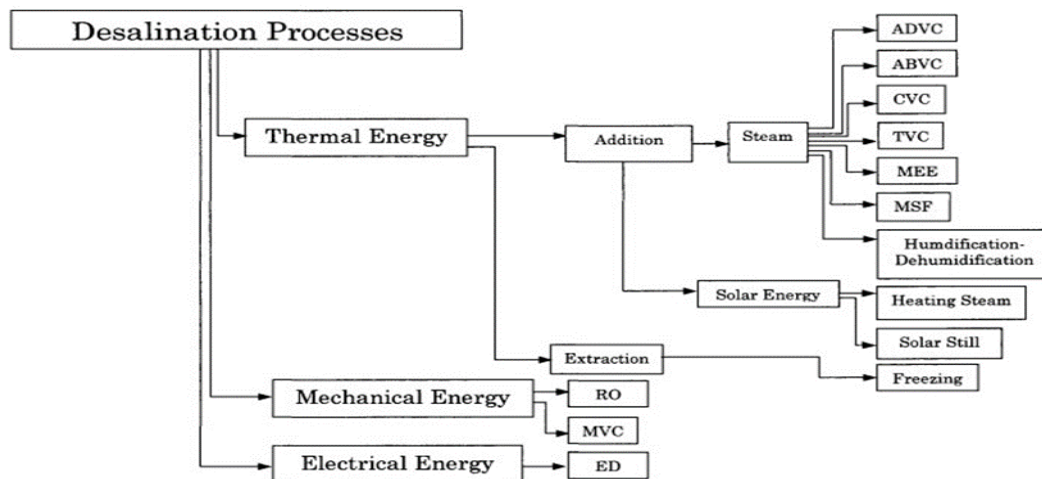 Desalination Processes
ADVC
ABVC
CVC
Thermal Energy
Addition
Steam
TVC
MEE
MSF
Humdification-
Dehumidification
Solar Energy
Heating Steam
Solar Still
Extraction
Freezing
Mechanical Energy
RO
MVC
Electrical Energy
ED